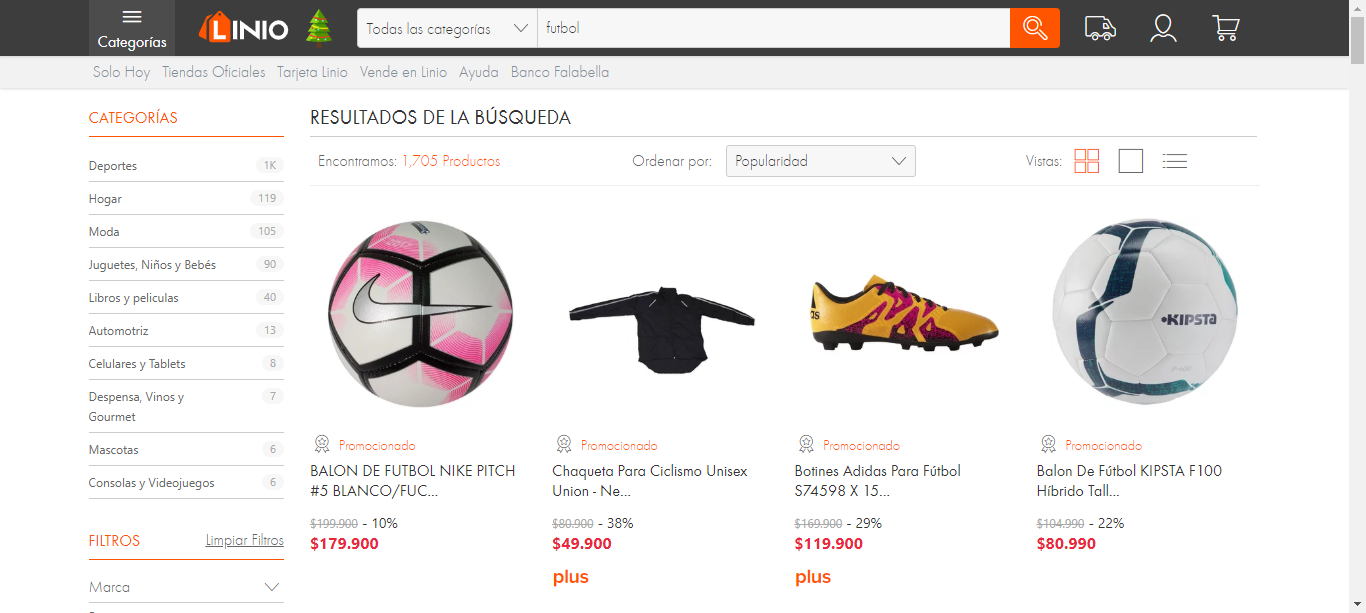 Categorías
LINIO
Todas las categorías
futbol
Solo Hoy Tiendas Oficiales Tarjeta Linio Vende en Linio Ayuda Banco Falabella
CATEGORÍAS
Deportes 1K
Hogar 119
Moda 105
Juguetes, Niños y Bebés 90
Libros y peliculas 40
Automotriz 13
Celulares y Tablets 8
Despensa, Vinos y 7
Gourmet
Mascotas 6
Consolas y Videojuegos 6
FILTROS Limpiar Filtros
Marca
RESULTADOS DE LA BÚSQUEDA
Encontramos: 1,705 Productos
Ordenar por: Popularidad
Vistas:
Promocionado
BALON DE FUTBOL NIKE PITCH
#5 BLANCO/FUC...
$199.900 - 10%
$179.900
Promocionado
Chaqueta Para Ciclismo Unisex
Union - Ne...
$80.900 - 38%
$49.900
plus
adidas
Promocionado
Botines Adidas Para Fútbol
S74598 X 15...
$169.900 - 29%
$119.900
plus
KIPSTA
Promocionado
Balon De Fútbol KIPSTA F100
Híbrido Tall...
$104.990 - 22%
$80.990